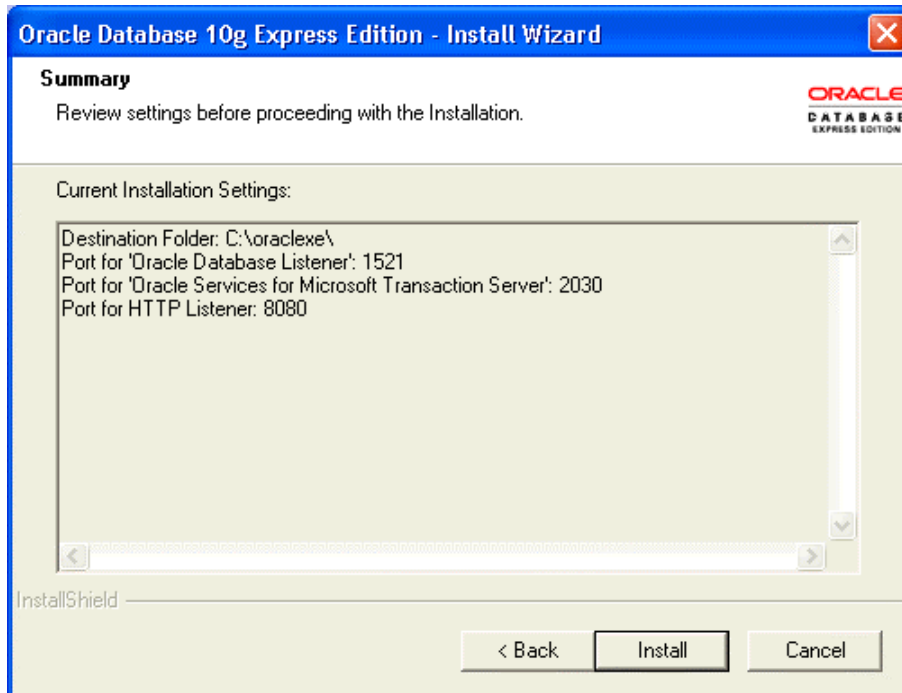 Oracle Database 10g Express Edition - Install Wizard
Summary
Review settings before proceeding with the Installation.
ORACLE
DATABASE
EXPRESS EDITION
Current Installation Settings:
Destination Folder: C:\oraclexe\
Port for 'Oracle Database Listener': 1521
Port for 'Oracle Services for Microsoft Transaction Server': 2030
Port for HTTP Listener: 8080
InstallShield
< Back
Install
Cancel